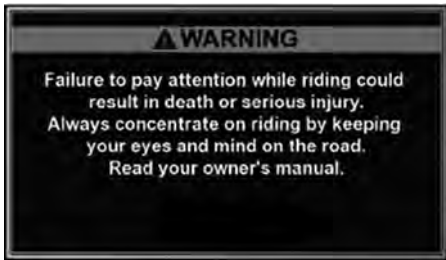 WARNING
Failure to pay attention while riding could
result in death or serious injury.
Always concentrate on riding by keeping
your eyes and mind on the road.
Read your owner's manual.